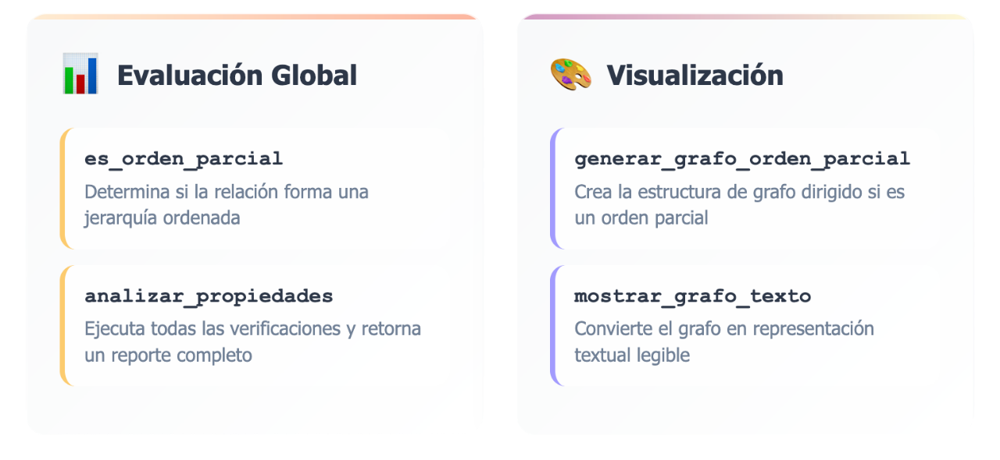 Evaluación Global
es_orden_parcial
Determina si la relación forma una
jerarquía ordenada
analizar_propiedades
Ejecuta todas las verificaciones y retorna
un reporte completo
Visualización
generar_grafo_orden_parcial
Crea la estructura de grafo dirigido si es
un orden parcial
mostrar_grafo_texto
Convierte el grafo en representación
textual legible